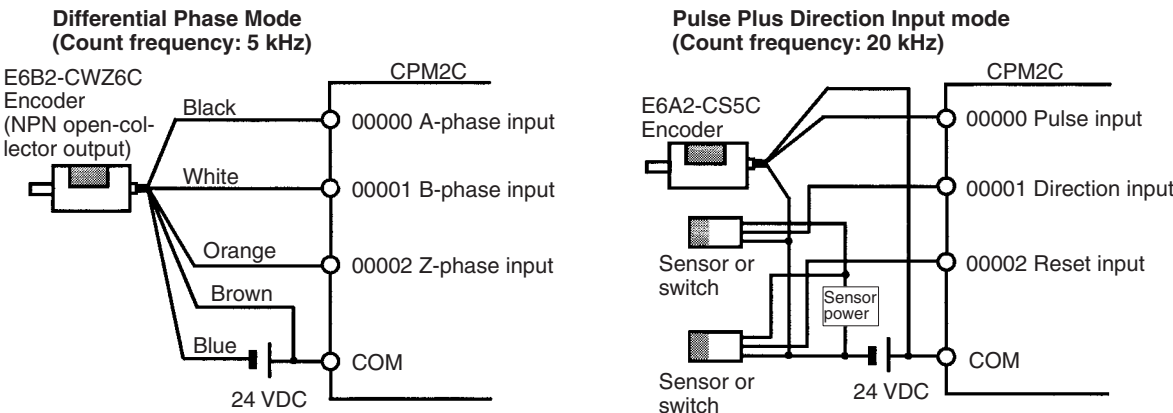 Differential Phase Mode
(Count frequency: 5 kHz)
E6B2-CWZ6C
Encoder
(NPN open-col-
lector output)
Black
White
Orange
Brown
Blue
24 VDC
CPM2C
00000 A-phase input
00001 B-phase input
00002 Z-phase input
COM
Pulse Plus Direction Input mode
(Count frequency: 20 kHz)
E6A2-CS5C
Encoder
Sensor or
switch
Sensor or
switch
Sensor
power
24 VDC
CPM2C
00000 Pulse input
00001 Direction input
00002 Reset input
COM